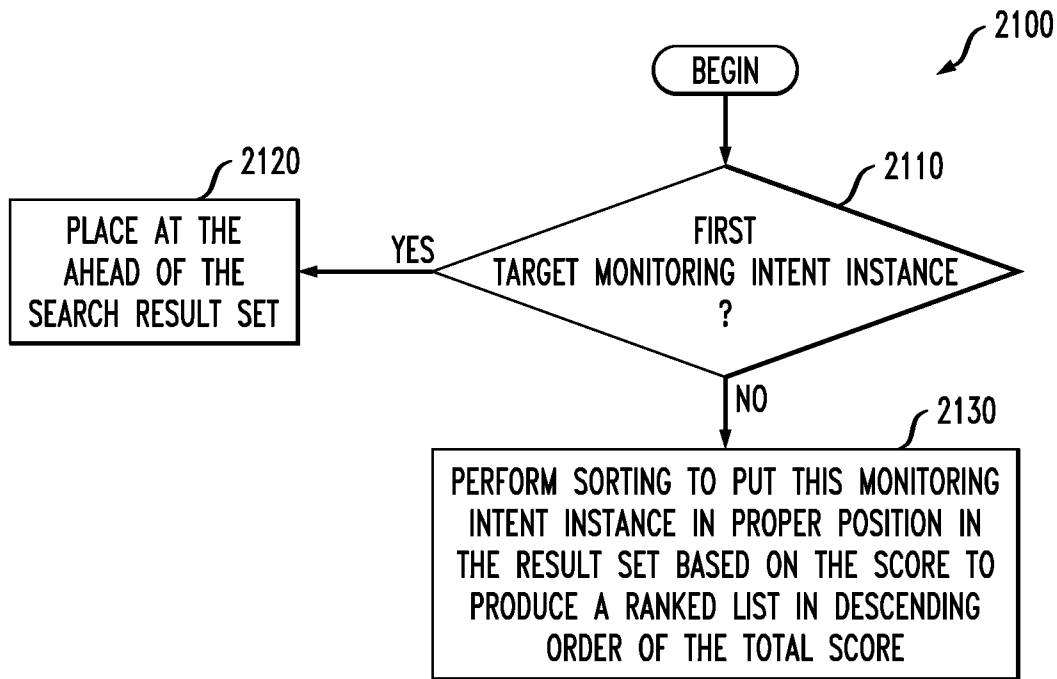 2100
BEGIN
2110
FIRST
TARGET MONITORING INTENT INSTANCE
?
YES
2120
PLACE AT THE
AHEAD OF THE
SEARCH RESULT SET
NO
2130
PERFORM SORTING TO PUT THIS MONITORING
INTENT INSTANCE IN PROPER POSITION IN
THE RESULT SET BASED ON THE SCORE TO
PRODUCE A RANKED LIST IN DESCENDING
ORDER OF THE TOTAL SCORE